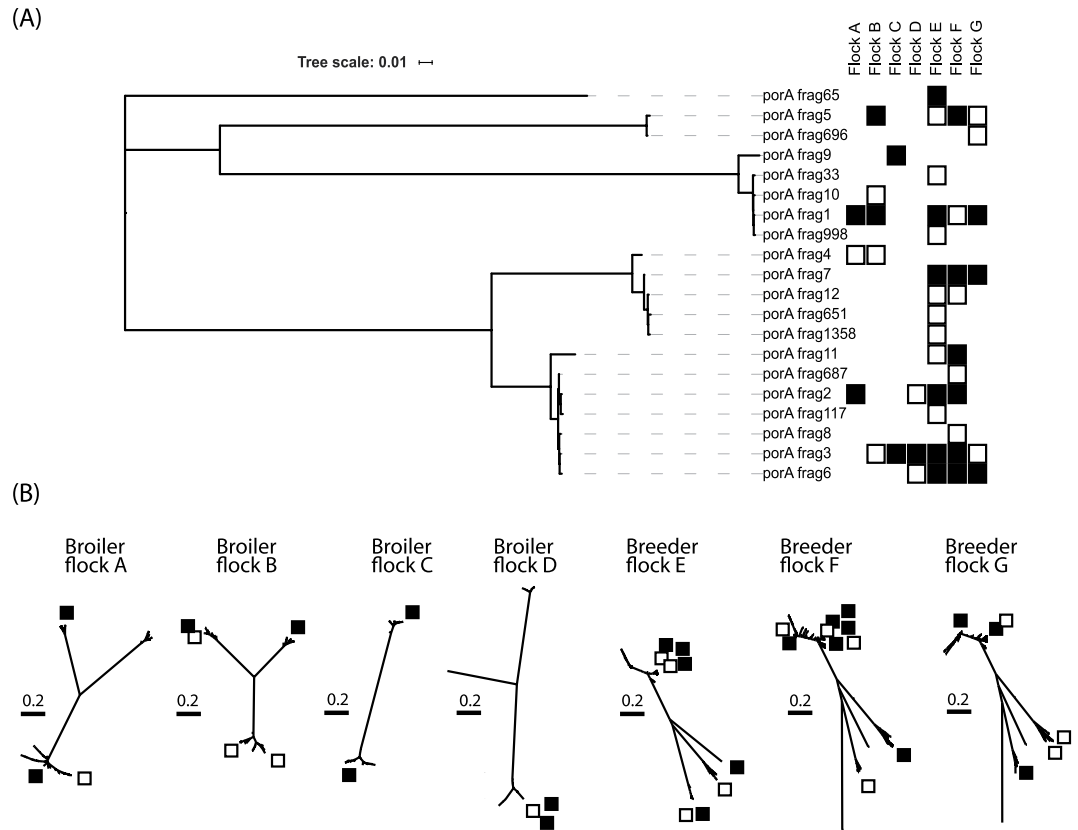 (A)
Tree scale: 0.01
Flock A
Flock B
Flock C
Flock D
Flock E
Flock F
Flock G
porA frag65
porA frag5
porA frag696
porA frag9
porA frag33
porA frag10
porA frag1
porA frag998
porA frag4
porA frag7
porA frag12
porA frag651
porA frag1358
porA frag11
porA frag687
porA frag2
porA frag117
porA frag8
porA frag3
porA frag6
(B)
Broiler
flock A
Broiler
flock B
Broiler
flock C
Broiler
flock D
Breeder
flock E
Breeder
flock F
Breeder
flock G
0.2
0.2
0.2
0.2
0.2
0.2
0.2